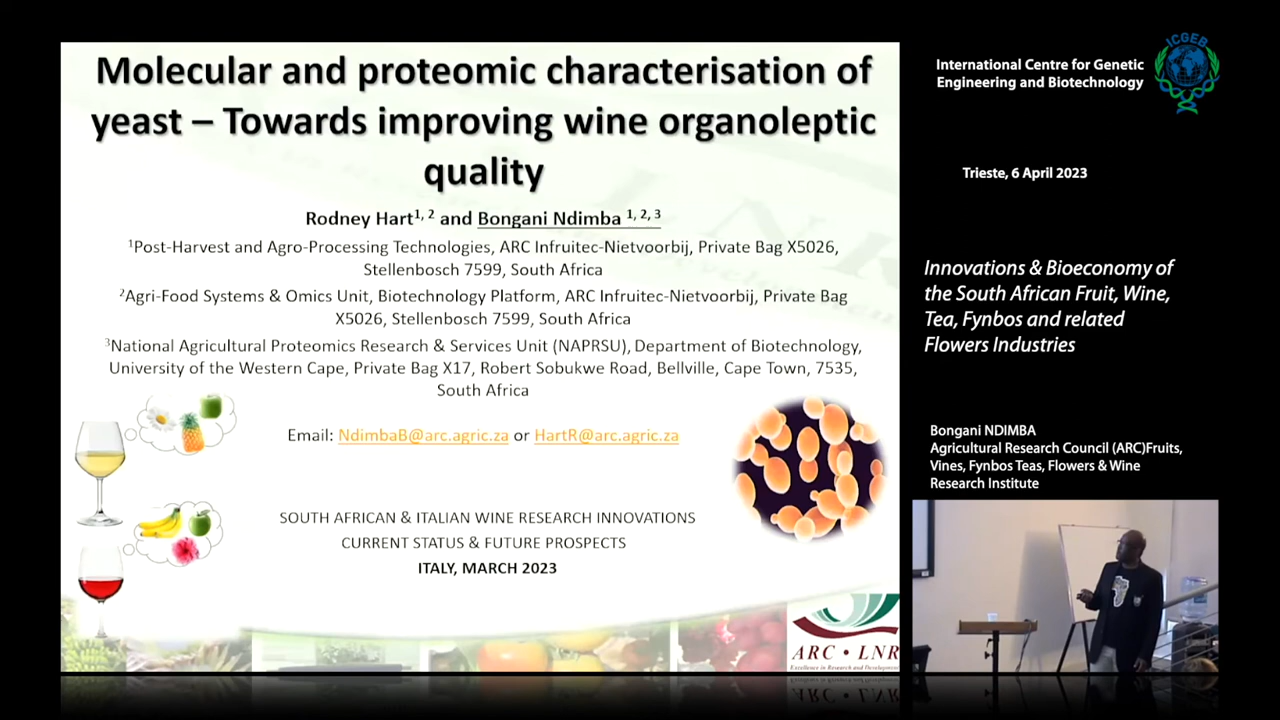 Molecular and proteomic characterisation of
yeast – Towards improving wine organoleptic
quality
Rodney Hart1, 2 and Bongani Ndimba 1, 2, 3
1Post-Harvest and Agro-Processing Technologies, ARC Infruitec-Nietvoorbij, Private Bag X5026,
Stellenbosch 7599, South Africa
2Agri-Food Systems & Omics Unit, Biotechnology Platform, ARC Infruitec-Nietvoorbij, Private Bag
X5026, Stellenbosch 7599, South Africa
3National Agricultural Proteomics Research & Services Unit (NAPRSU), Department of Biotechnology,
University of the Western Cape, Private Bag X17, Robert Sobukwe Road, Bellville, Cape Town, 7535,
South Africa
Email: NdimbaB@arc.agric.za or HartR@arc.agric.za
SOUTH AFRICAN & ITALIAN WINE RESEARCH INNOVATIONS
CURRENT STATUS & FUTURE PROSPECTS
ITALY, MARCH 2023
ARC • LNR
Excellence in Research and Development
International Centre for Genetic
Engineering and Biotechnology
ICGEB
Trieste, 6 April 2023
Innovations & Bioeconomy of
the South African Fruit, Wine,
Tea, Fynbos and related
Flowers Industries
Bongani NDIMBA
Agricultural Research Council (ARC)Fruits,
Vines, Fynbos Teas, Flowers & Wine
Research Institute